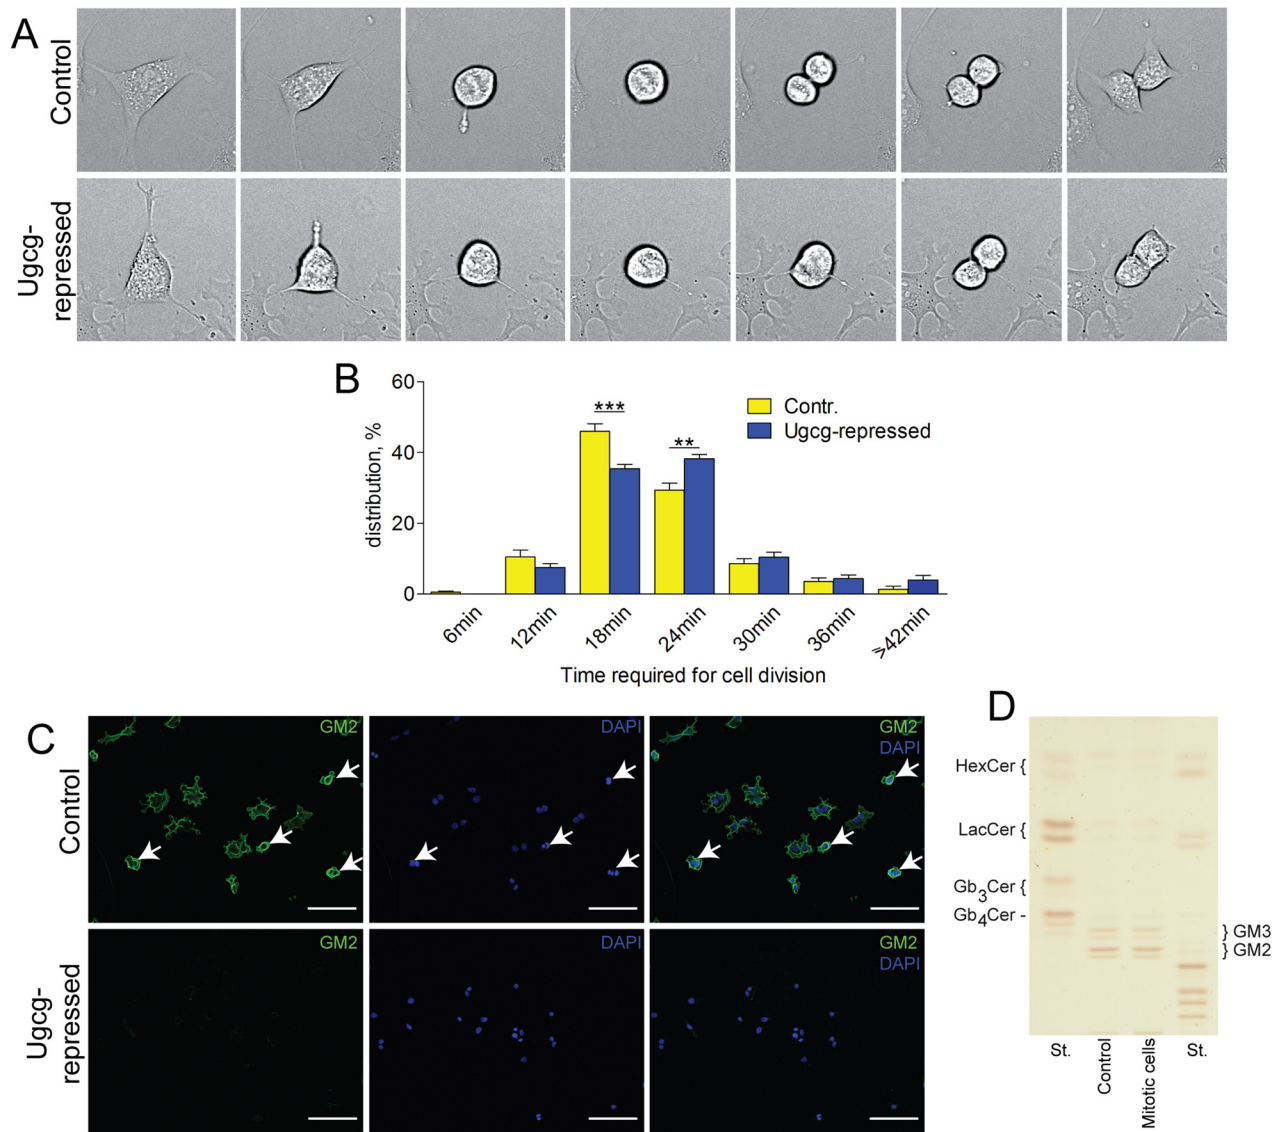 A
Control
Ugcg-
repressed
B
distribution, %
60
40
20
0
***
**
Contr.
Ugcg-repressed
6min
12min
18min
24min
30min
36min
⩾42min
Time required for cell division
C
Control
GM2
DAPI
GM2
DAPI
Ugcg-
repressed
GM2
DAPI
GM2
DAPI
D
HexCer {
LacCer {
Gb3Cer {
Gb4Cer -
} GM3
} GM2
St.
Control
Mitotic cells
St.